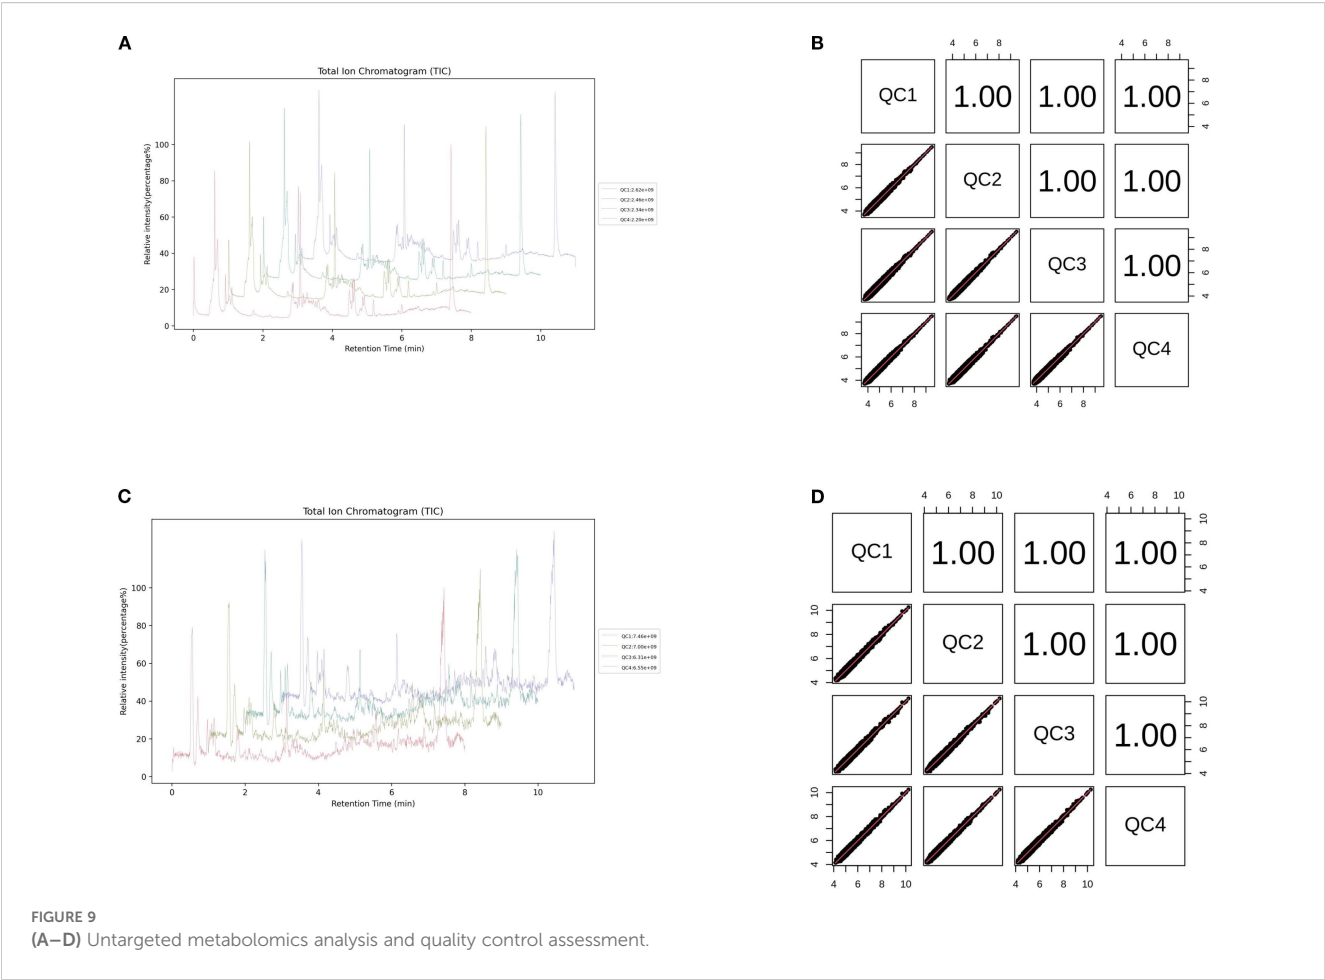 A
Total Ion Chromatogram (TIC)
Relative intensity(percentage%)
100
80
60
40
20
0
0 2 4 6 8 10
Retention Time (min)
QC1:2.62e+09
QC2:2.46e+09
QC3:2.34e+09
QC4:2.20e+09
B
4 6 8 4 6 8
QC1 1.00 1.00 1.00 4 6 8
4 6 8 QC2 1.00 1.00
QC3 1.00 4 6 8
4 6 8 QC4
4 6 8 4 6 8
C
Total Ion Chromatogram (TIC)
Relative intensity(percentage%)
100
80
60
40
20
0
0 2 4 6 8 10
Retention Time (min)
QC1:7.46e+09
QC2:7.00e+09
QC3:6.31e+09
QC4:6.55e+09
D
4 6 8 10 4 6 8 10
QC1 1.00 1.00 1.00 4 6 8 10
4 6 8 10 QC2 1.00 1.00
QC3 1.00 4 6 8 10
4 6 8 10 QC4
4 6 8 10 4 6 8 10
FIGURE 9
(A–D) Untargeted metabolomics analysis and quality control assessment.